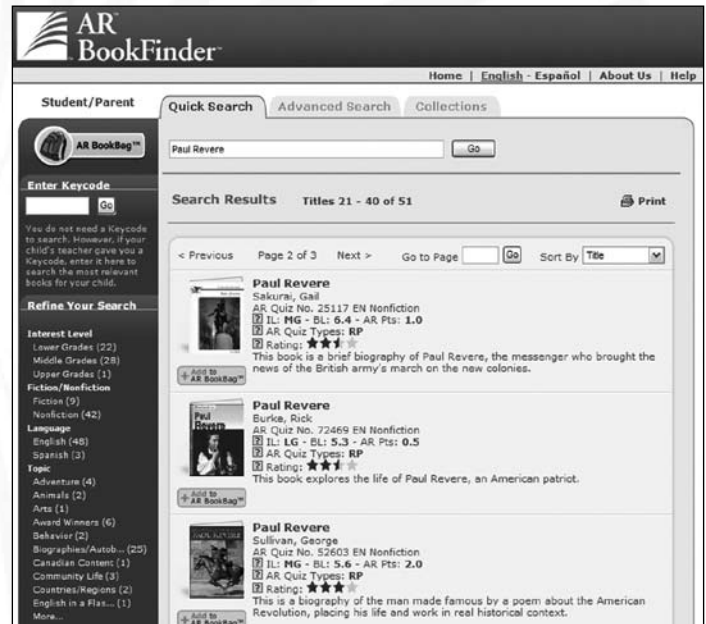 AR
BookFinder™
Home | English - Español | About Us | Help
Student/Parent
Quick Search
Advanced Search
Collections
AR BookBag™
Paul Revere
Go
Enter Keycode
Go
You do not need a Keycode
to search. However, if your
child's teacher gave you a
Keycode, enter it here to
search the most relevant
books for your child.
Refine Your Search
Interest Level
Lower Grades (22)
Middle Grades (28)
Upper Grades (1)
Fiction/Nonfiction
Fiction (9)
Nonfiction (42)
Language
English (48)
Spanish (3)
Topic
Adventure (4)
Animals (2)
Arts (1)
Award Winners (6)
Behavior (2)
Biographies/Autob... (25)
Canadian Content (1)
Community Life (3)
Countries/Regions (2)
English in a Flas... (1)
More...
Search Results Titles 21 - 40 of 51
Print
< Previous Page 2 of 3 Next > Go to Page Go Sort By Title
Paul Revere
Sakurai, Gail
AR Quiz No. 25117 EN Nonfiction
? IL: MG - BL: 6.4 - AR Pts: 1.0
? AR Quiz Types: RP
? Rating:
This book is a brief biography of Paul Revere, the messenger who brought the
news of the British army's march on the new colonies.
+ Add to
AR BookBag™
Paul
Revere
Paul Revere
Burke, Rick
AR Quiz No. 72469 EN Nonfiction
? IL: LG - BL: 5.3 - AR Pts: 0.5
? AR Quiz Types: RP
? Rating:
This book explores the life of Paul Revere, an American patriot.
+ Add to
AR BookBag™
PAUL REVERE
Paul Revere
Sullivan, George
AR Quiz No. 52603 EN Nonfiction
? IL: MG - BL: 5.6 - AR Pts: 2.0
? AR Quiz Types: RP
? Rating:
This is a biography of the man made famous by a poem about the American
Revolution, placing his life and work in real historical context.
+ Add to
AR BookBag™